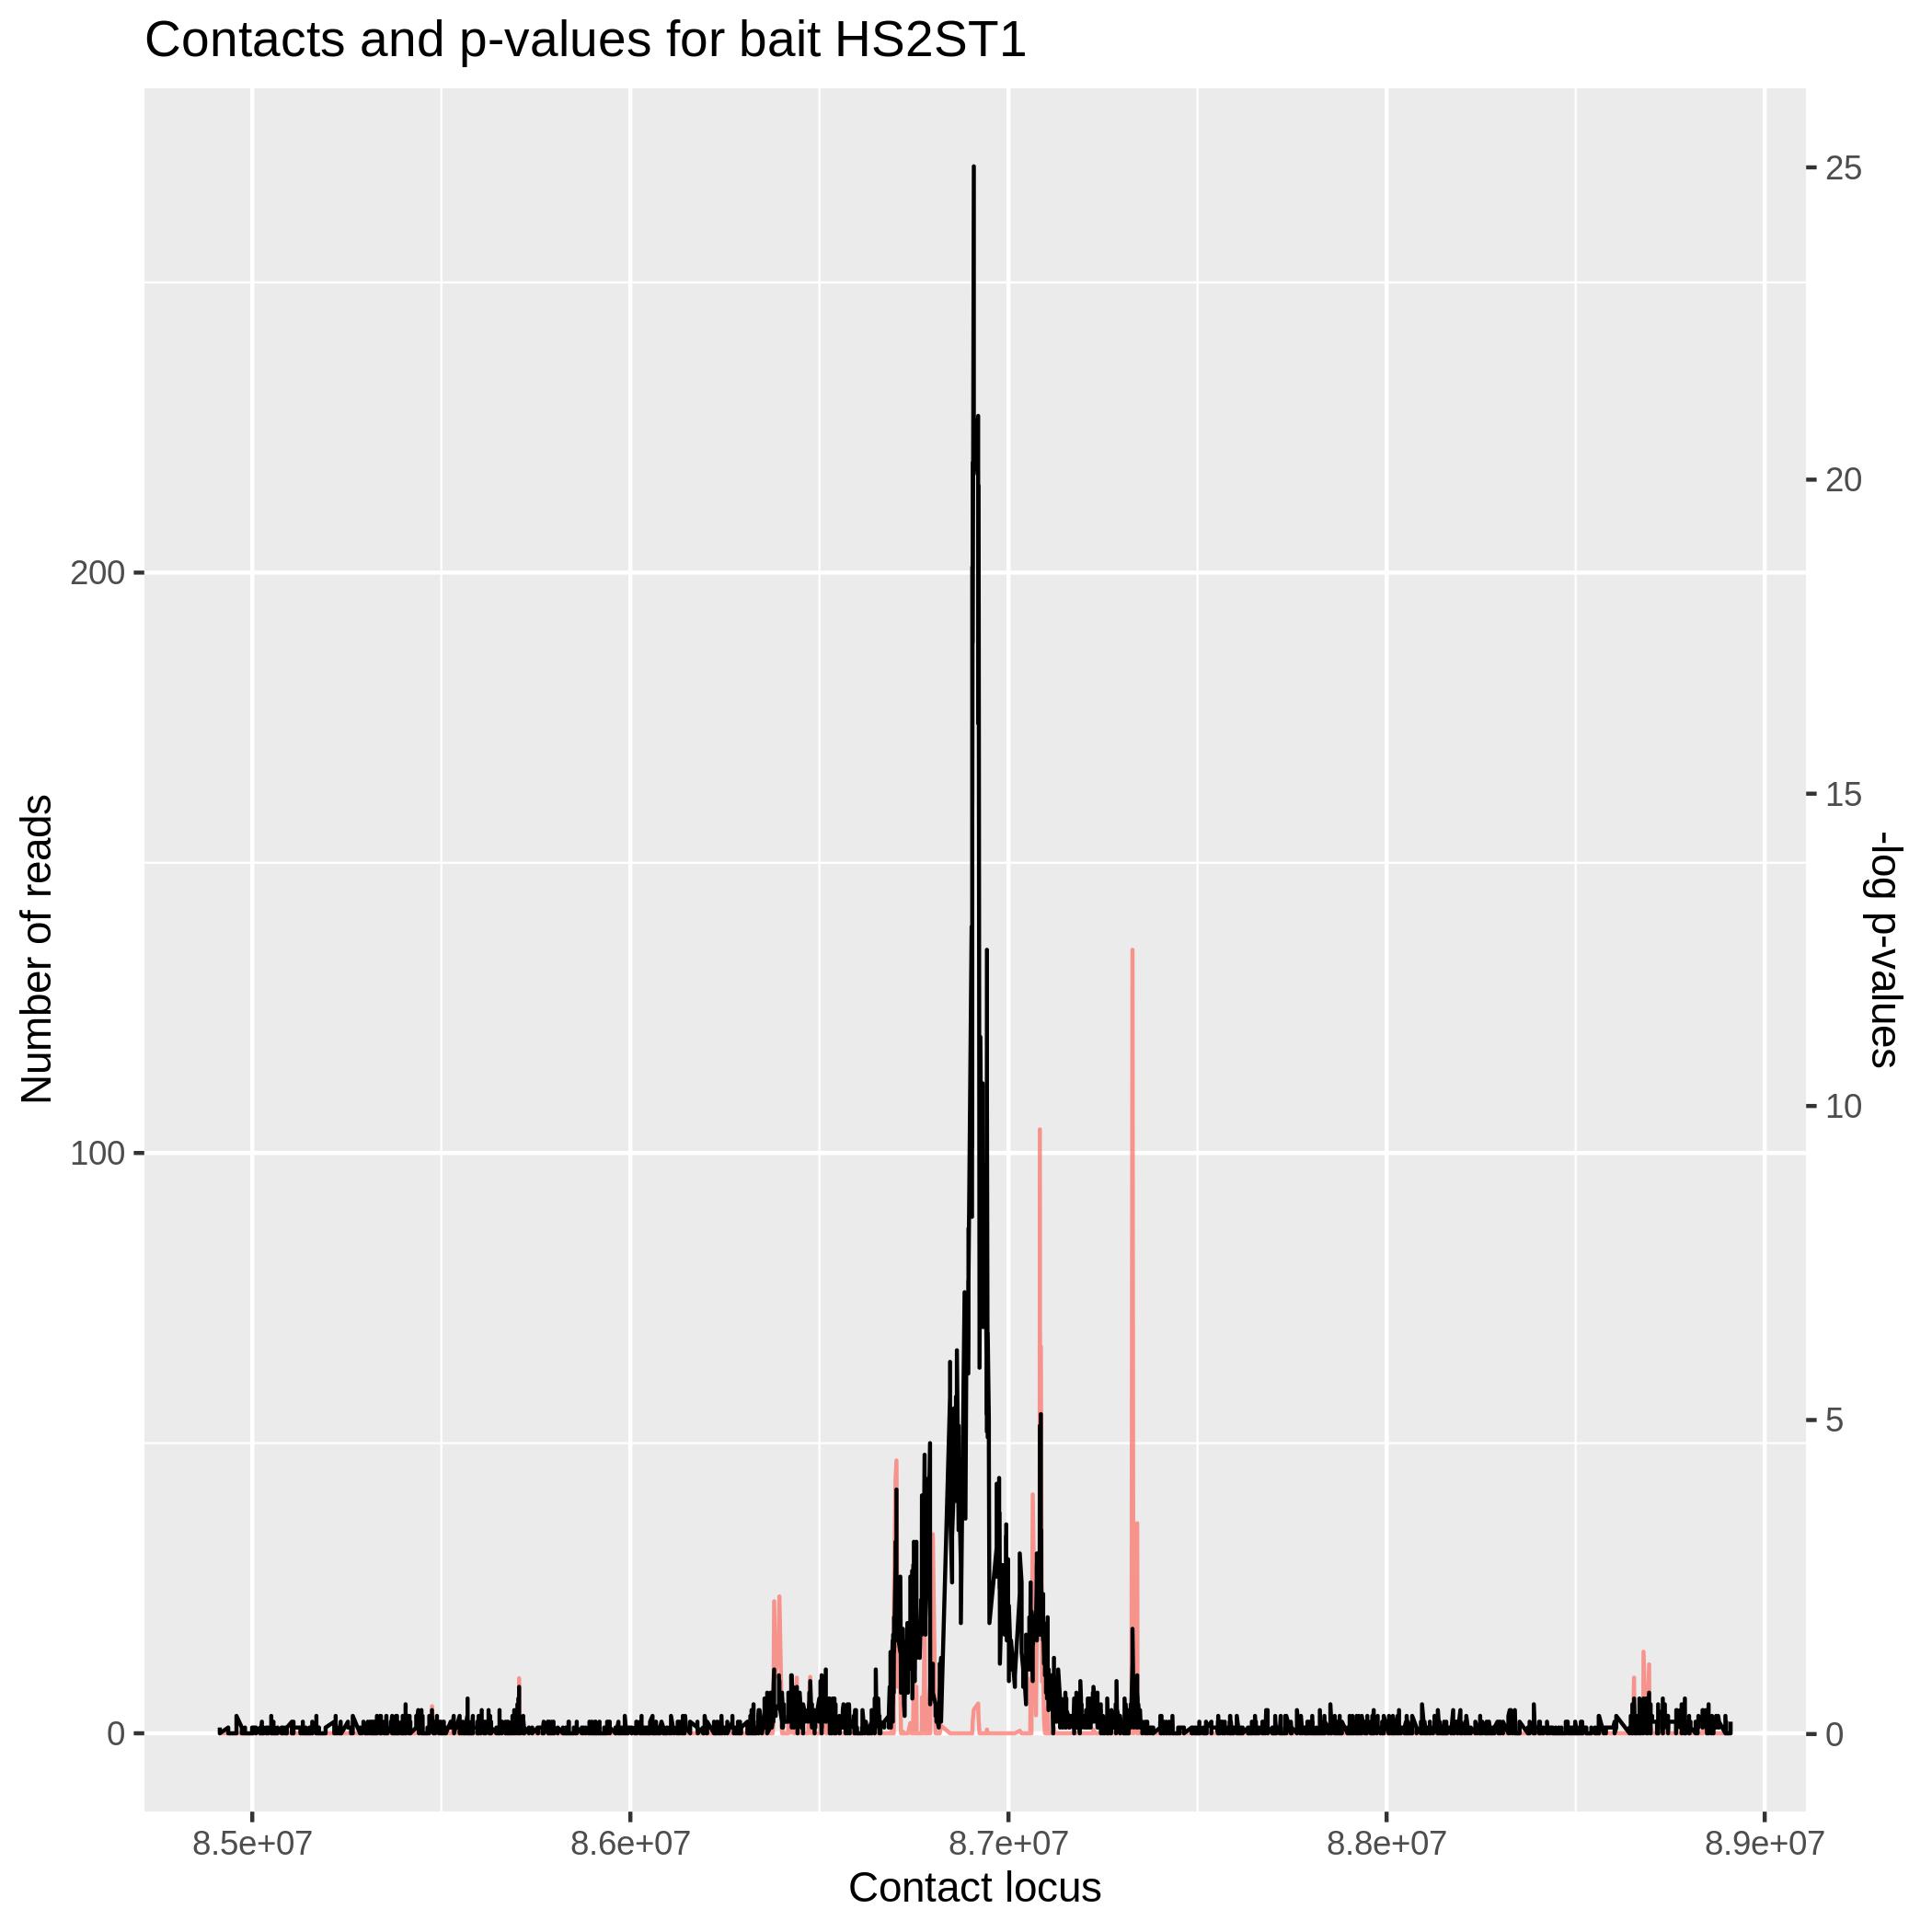 Contacts and p-values for bait HS2ST1
Number of reads
200
100
0
25
20
15
10
5
0
-log p-values
8.5e+07 8.6e+07 8.7e+07 8.8e+07 8.9e+07
Contact locus